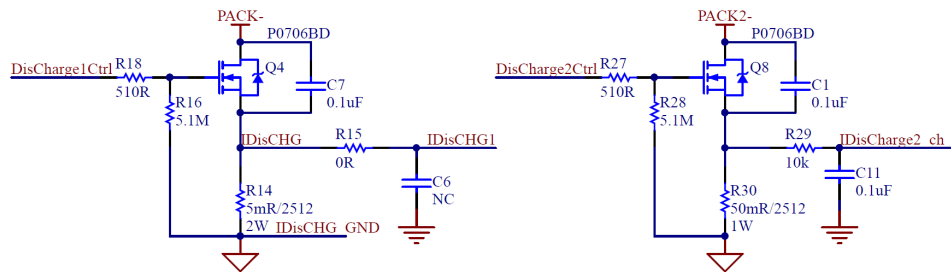 PACK-
P0706BD
DisCharge1Ctrl
R18
510R
Q4
C7
0.1uF
R16
5.1M
IDisCHG
R15
0R
IDisCHG1
C6
NC
R14
5mR/2512
2W
IDisCHG_GND
PACK2-
P0706BD
DisCharge2Ctrl
R27
510R
Q8
C1
0.1uF
R28
5.1M
R29
10k
IDisCharge2_ch
C11
0.1uF
R30
50mR/2512
1W